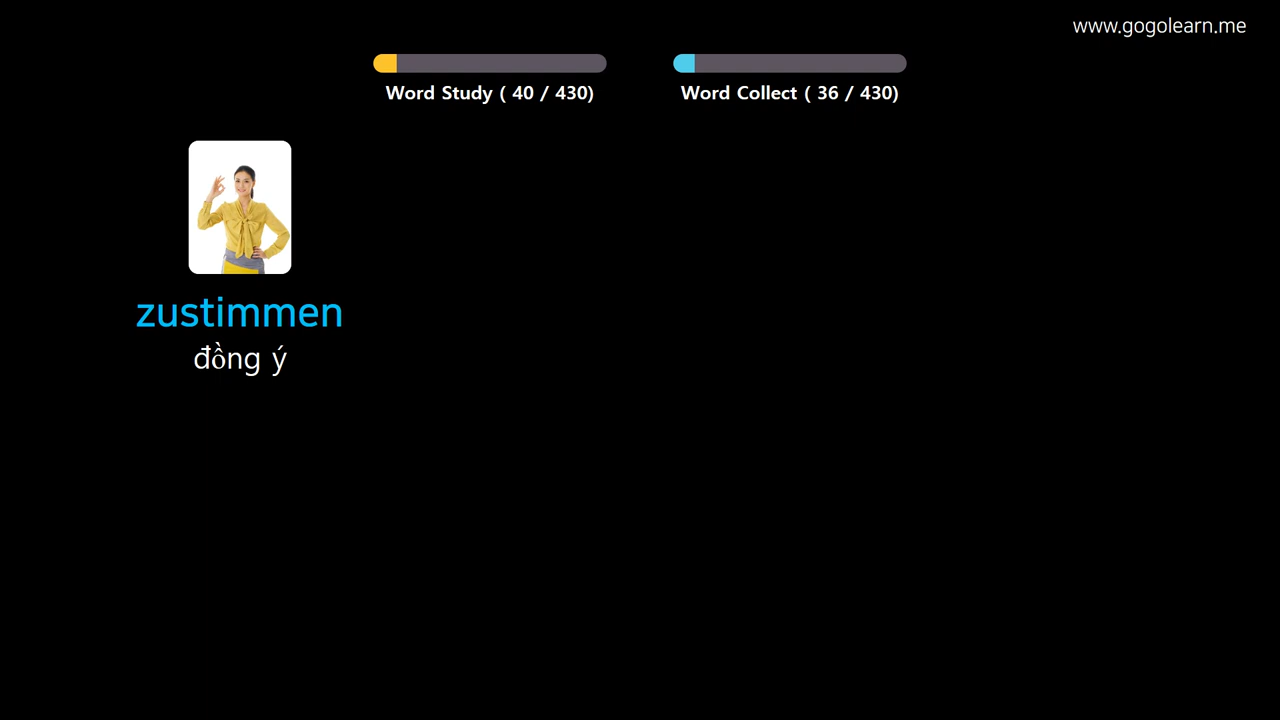 www.gogolearn.me
Word Study ( 40 / 430)
Word Collect ( 36 / 430)
zustimmen
đồng ý